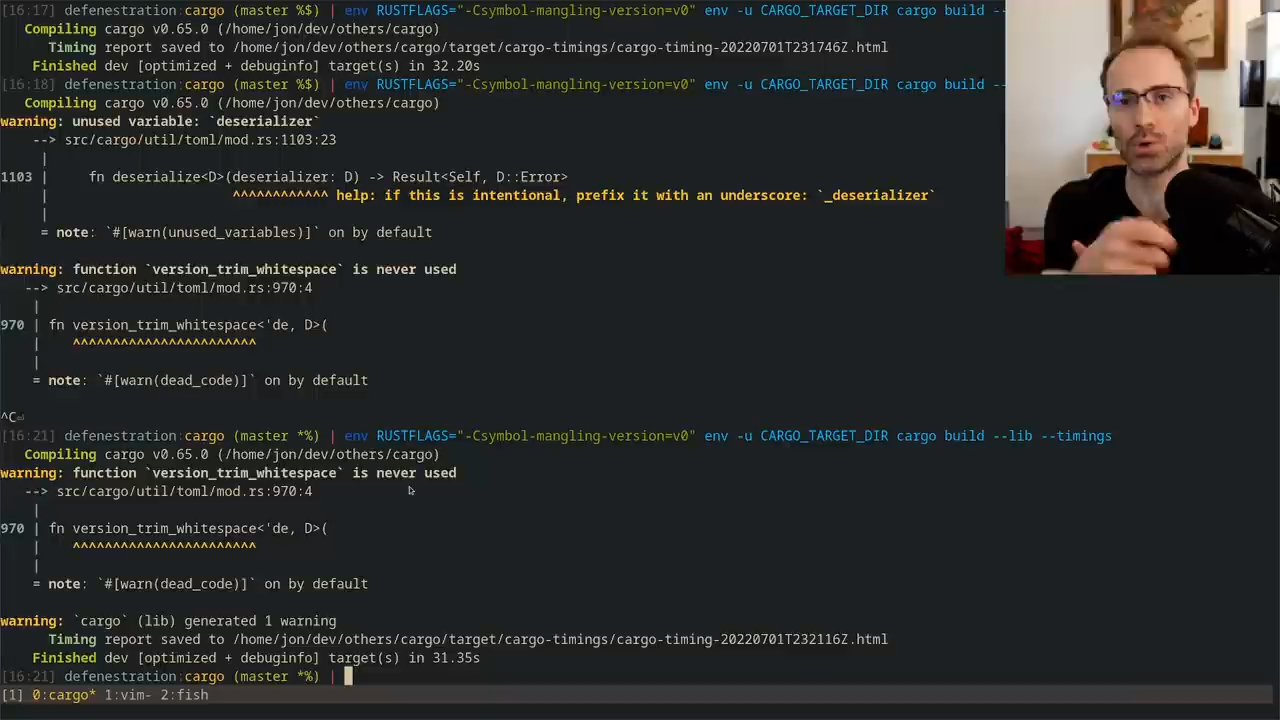 [16:17] defenestration:cargo (master %$) | env RUSTFLAGS="-Csymbol-mangling-version=v0" env -u CARGO_TARGET_DIR cargo build --
Compiling cargo v0.65.0 (/home/jon/dev/others/cargo)
Timing report saved to /home/jon/dev/others/cargo/target/cargo-timings/cargo-timing-20220701T231746Z.html
Finished dev [optimized + debuginfo] target(s) in 32.20s
[16:18] defenestration:cargo (master %$) | env RUSTFLAGS="-Csymbol-mangling-version=v0" env -u CARGO_TARGET_DIR cargo build --
Compiling cargo v0.65.0 (/home/jon/dev/others/cargo)
warning: unused variable: `deserializer`
--> src/cargo/util/toml/mod.rs:1103:23
|
1103 | fn deserialize<D>(deserializer: D) -> Result<Self, D::Error>
| ^^^^^^^^^^^^ help: if this is intentional, prefix it with an underscore: `_deserializer`
|
= note: `#[warn(unused_variables)]` on by default
warning: function `version_trim_whitespace` is never used
--> src/cargo/util/toml/mod.rs:970:4
|
970 | fn version_trim_whitespace<'de, D>(
| ^^^^^^^^^^^^^^^^^^^^^^^
|
= note: `#[warn(dead_code)]` on by default
^C⏎
[16:21] defenestration:cargo (master *%) | env RUSTFLAGS="-Csymbol-mangling-version=v0" env -u CARGO_TARGET_DIR cargo build --lib --timings
Compiling cargo v0.65.0 (/home/jon/dev/others/cargo)
warning: function `version_trim_whitespace` is never used
--> src/cargo/util/toml/mod.rs:970:4
|
970 | fn version_trim_whitespace<'de, D>(
| ^^^^^^^^^^^^^^^^^^^^^^^
|
= note: `#[warn(dead_code)]` on by default
warning: `cargo` (lib) generated 1 warning
Timing report saved to /home/jon/dev/others/cargo/target/cargo-timings/cargo-timing-20220701T232116Z.html
Finished dev [optimized + debuginfo] target(s) in 31.35s
[16:21] defenestration:cargo (master *%) |
[1] 0:cargo* 1:vim- 2:fish